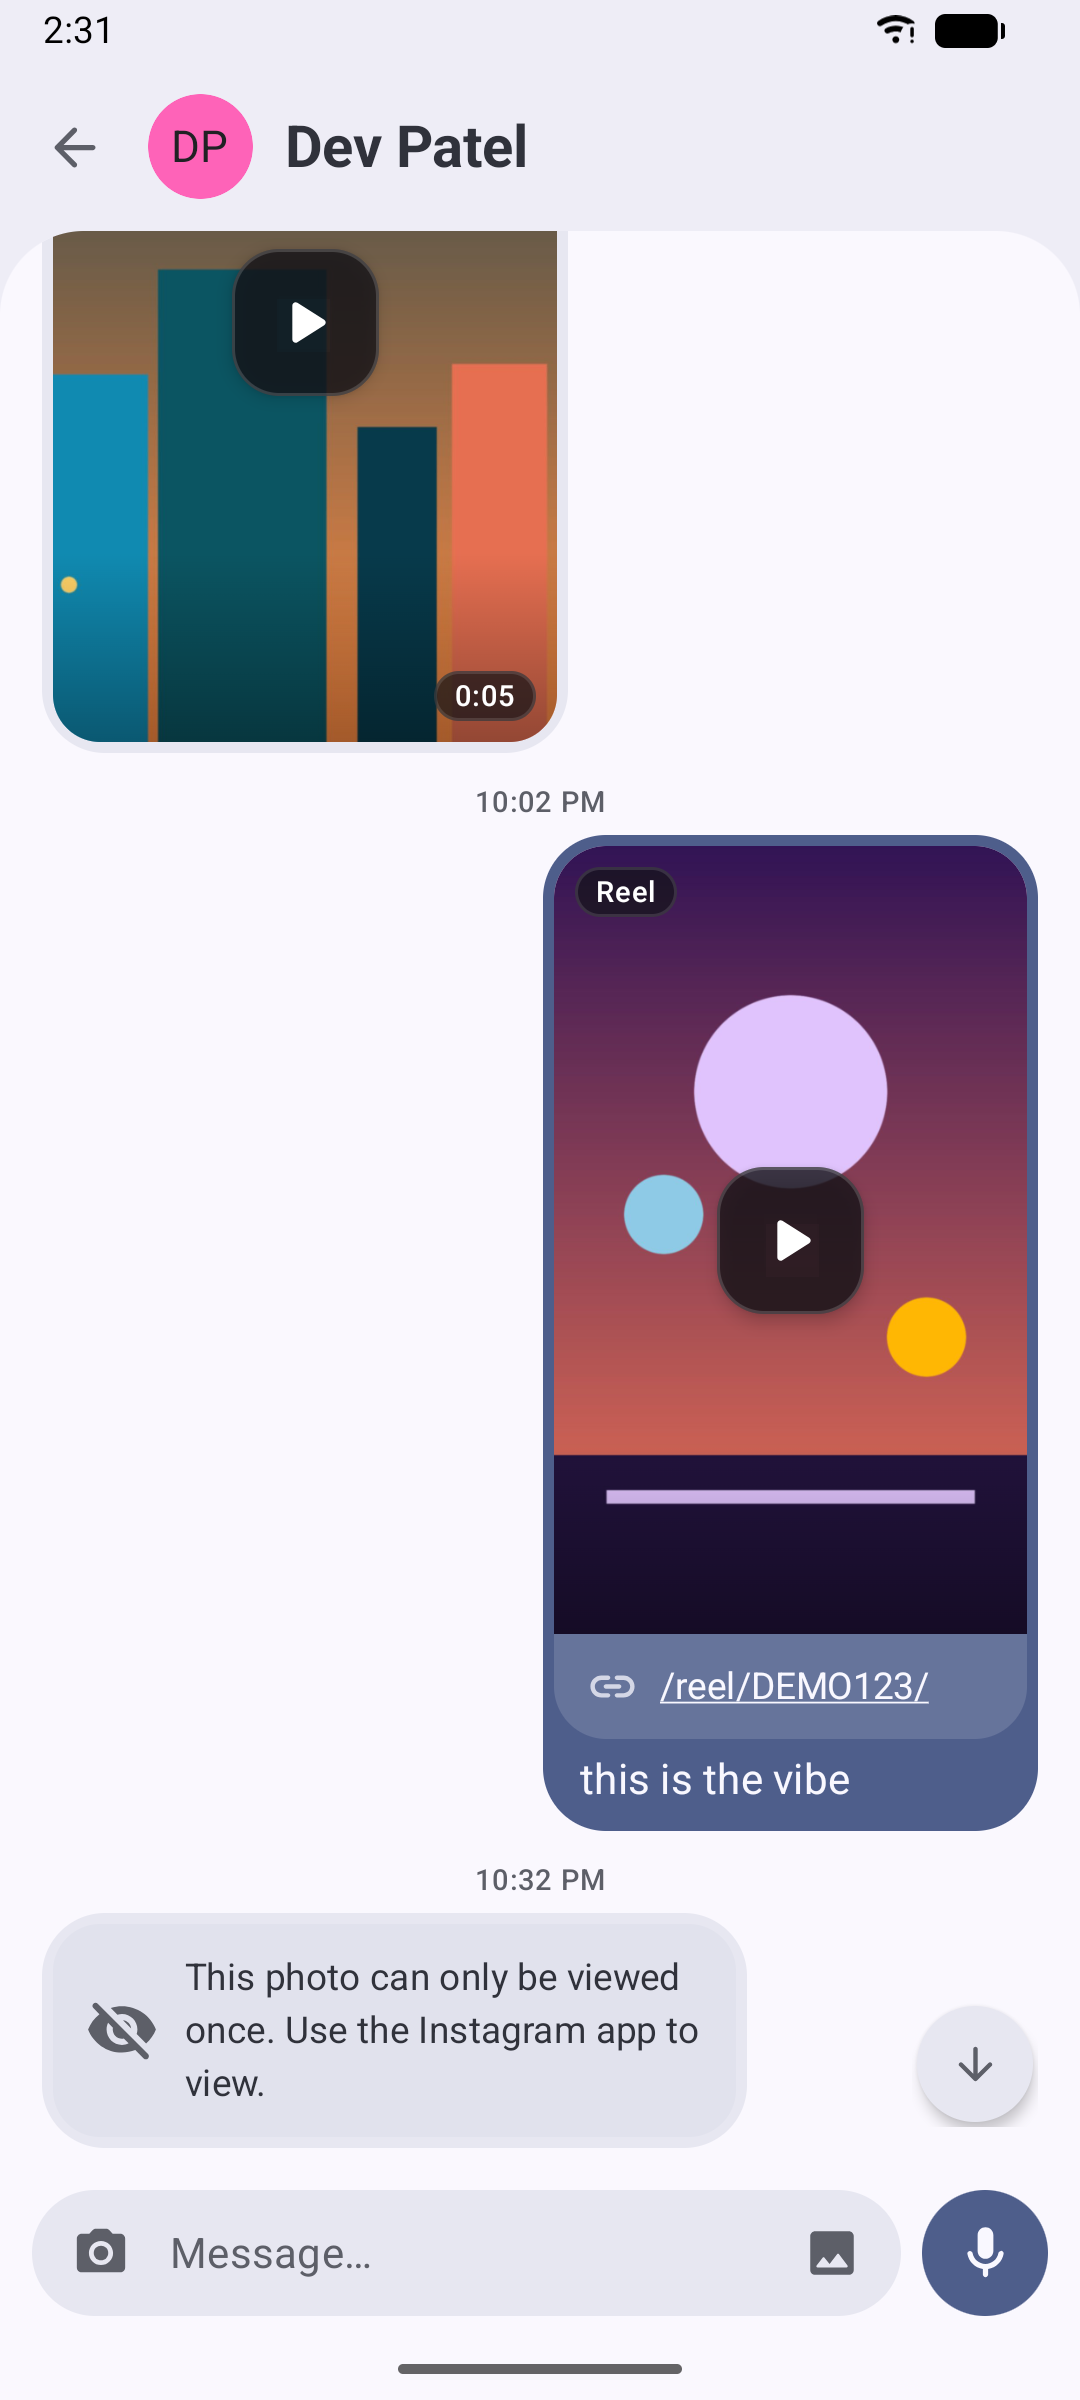 2:31
DP
Dev Patel
0:05
10:02 PM
Reel
/reel/DEMO123/
this is the vibe
10:32 PM
This photo can only be viewed
once. Use the Instagram app to
view.
Message…